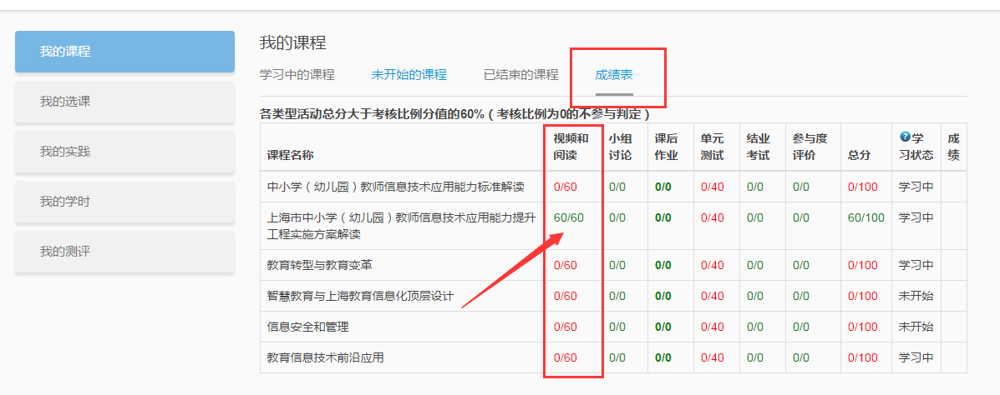 我的课程
我的选课
我的实践
我的学时
我的测评
我的课程
学习中的课程 未开始的课程 已结束的课程 成绩表
各类型活动总分大于考核比例分值的60%（考核比例为0的不参与判定）
课程名称 视频和阅读 小组讨论 课后作业 单元测试 结业考试 参与度评价 总分 ?学习状态 成绩
中小学（幼儿园）教师信息技术应用能力标准解读 0/60 0/0 0/0 0/40 0/0 0/0 0/100 学习中
上海市中小学（幼儿园）教师信息技术应用能力提升 60/60 0/0 0/0 0/40 0/0 0/0 60/100 学习中
工程实施方案解读
教育转型与教育变革 0/60 0/0 0/0 0/40 0/0 0/0 0/100 学习中
智慧教育与上海教育信息化顶层设计 0/60 0/0 0/0 0/40 0/0 0/0 0/100 未开始
信息安全和管理 0/60 0/0 0/0 0/40 0/0 0/0 0/100 未开始
教育信息技术前沿应用 0/60 0/0 0/0 0/40 0/0 0/0 0/100 学习中